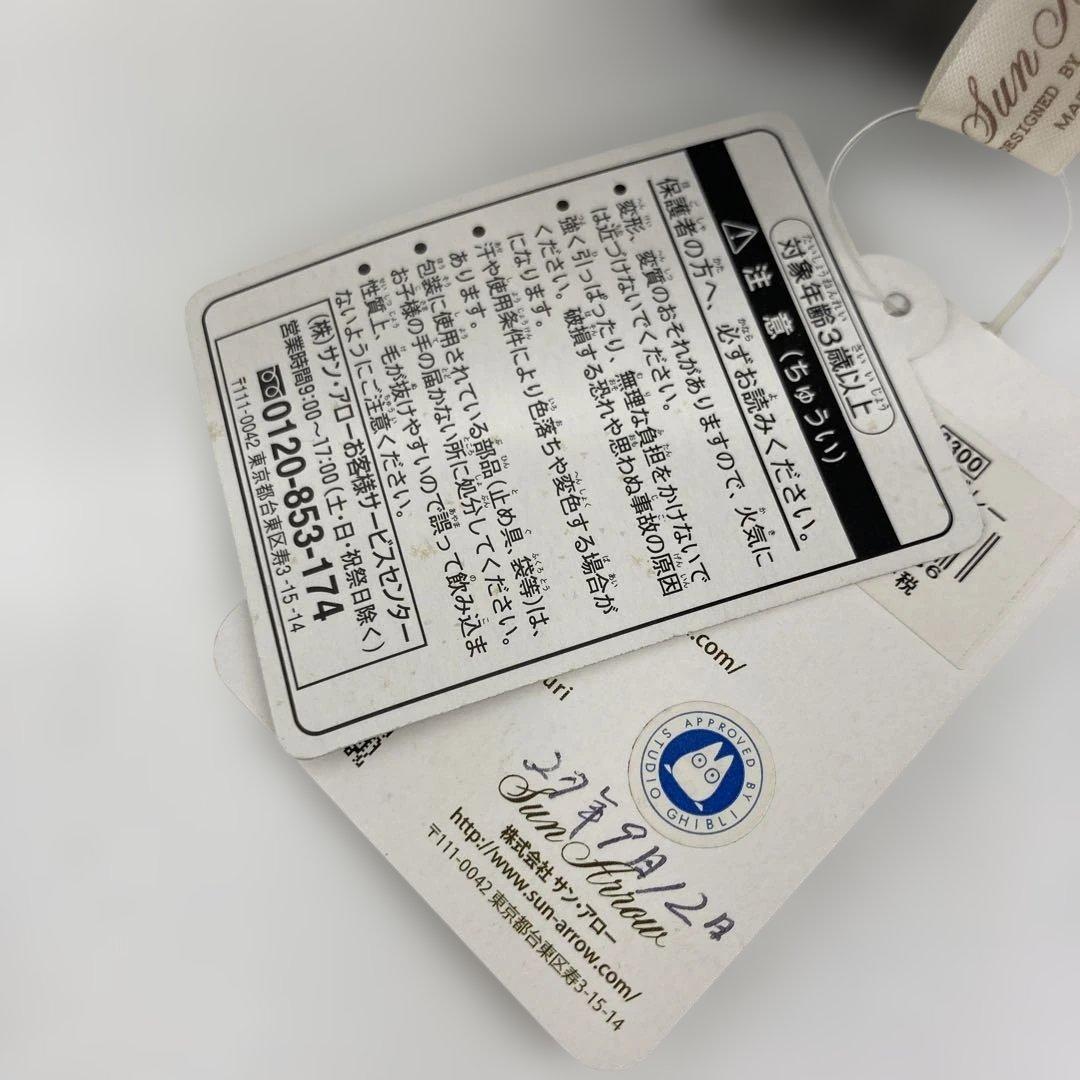 Sun
DESIGNED BY
対象年齢3歳以上
⚠ 注意(ちゅうい)
保護者の方へ、必ずお読みください。
● 変形、変質のおそれがありますので、火気に
は近づけないでください。
● 強く引っぱったり、無理な負担をかけないで
ください。破損する恐れや思わぬ事故の原因
になります。
● 汗や使用条件により色落ちや変色する場合が
あります。
● 包装に使用されている部品(止め具、袋等)は、
お子様の手の届かない所に処分してください。
● 性質上、毛が抜けやすいので誤って飲み込ま
ないようにご注意ください。
(株)サン・アローお客様サービスセンター
営業時間9:00〜17:00(土・日・祝祭日除く)
0120-853-174
〒111-0042 東京都台東区寿3-15-14
税
.com/
uri
APPROVED BY
STUDIO GHIBLI
27年9月12日
Sun Arrow
株式会社 サン・アロー
http://www.sun-arrow.com/
〒111-0042 東京都台東区寿3-15-14